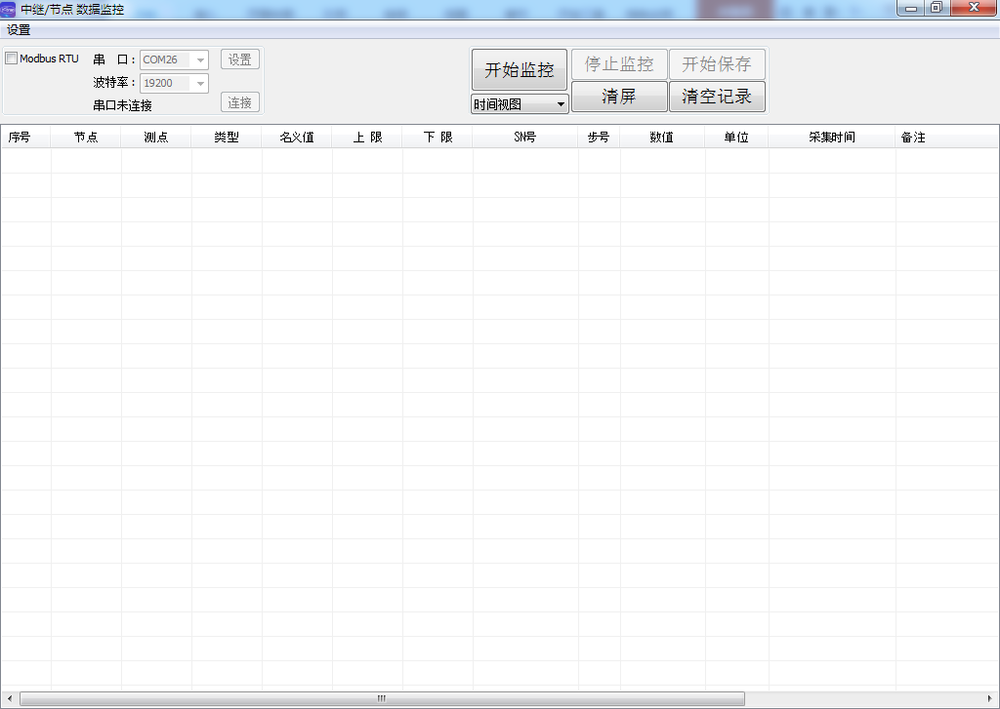 中继/节点 数据监控
设置
Modbus RTU 串 口： COM26 设置
波特率： 19200
串口未连接 连接
开始监控 停止监控 开始保存
时间视图 清屏 清空记录
序号 节点 测点 类型 名义值 上 限 下 限 SN号 步号 数值 单位 采集时间 备注